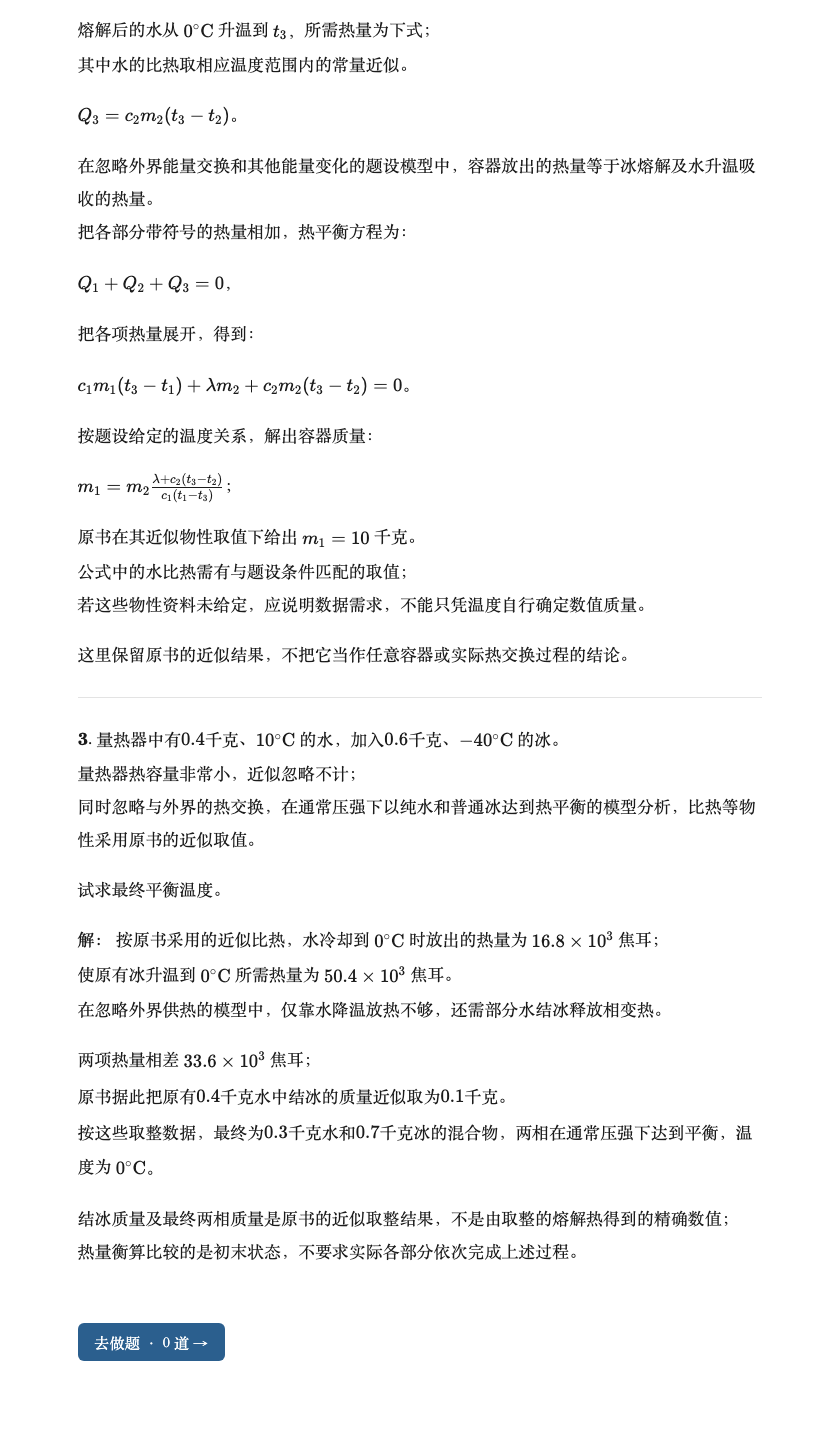 熔解后的水从 0°C 升温到 t₃，所需热量为下式；
其中水的比热取相应温度范围内的常量近似。
Q₃ = c₂m₂(t₃ − t₂)。
在忽略外界能量交换和其他能量变化的题设模型中，容器放出的热量等于冰熔解及水升温吸
收的热量。
把各部分带符号的热量相加，热平衡方程为：
Q₁ + Q₂ + Q₃ = 0,
把各项热量展开，得到：
c₁m₁(t₃ − t₁) + λm₂ + c₂m₂(t₃ − t₂) = 0。
按题设给定的温度关系，解出容器质量：
m₁ = m₂ \frac{λ+c₂(t₃−t₂)}{c₁(t₁−t₃)}；
原书在其近似物性取值下给出 m₁ = 10 千克。
公式中的水比热需有与题设条件匹配的取值；
若这些物性资料未给定，应说明数据需求，不能只凭温度自行确定数值质量。
这里保留原书的近似结果，不把它当作任意容器或实际热交换过程的结论。
3. 量热器中有0.4千克、10°C 的水，加入0.6千克、−40°C 的冰。
量热器热容量非常小，近似忽略不计；
同时忽略与外界的热交换，在通常压强下以纯水和普通冰达到热平衡的模型分析，比热等物
性采用原书的近似取值。
试求最终平衡温度。
解： 按原书采用的近似比热，水冷却到 0°C 时放出的热量为 16.8 × 10³ 焦耳；
使原有冰升温到 0°C 所需热量为 50.4 × 10³ 焦耳。
在忽略外界供热的模型中，仅靠水降温放热不够，还需部分水结冰释放相变热。
两项热量相差 33.6 × 10³ 焦耳；
原书据此把原有0.4千克水中结冰的质量近似取为0.1千克。
按这些取整数据，最终为0.3千克水和0.7千克冰的混合物，两相在通常压强下达到平衡，温
度为 0°C。
结冰质量及最终两相质量是原书的近似取整结果，不是由取整的熔解热得到的精确数值；
热量衡算比较的是初末状态，不要求实际各部分依次完成上述过程。
去做题 · 0 道 →